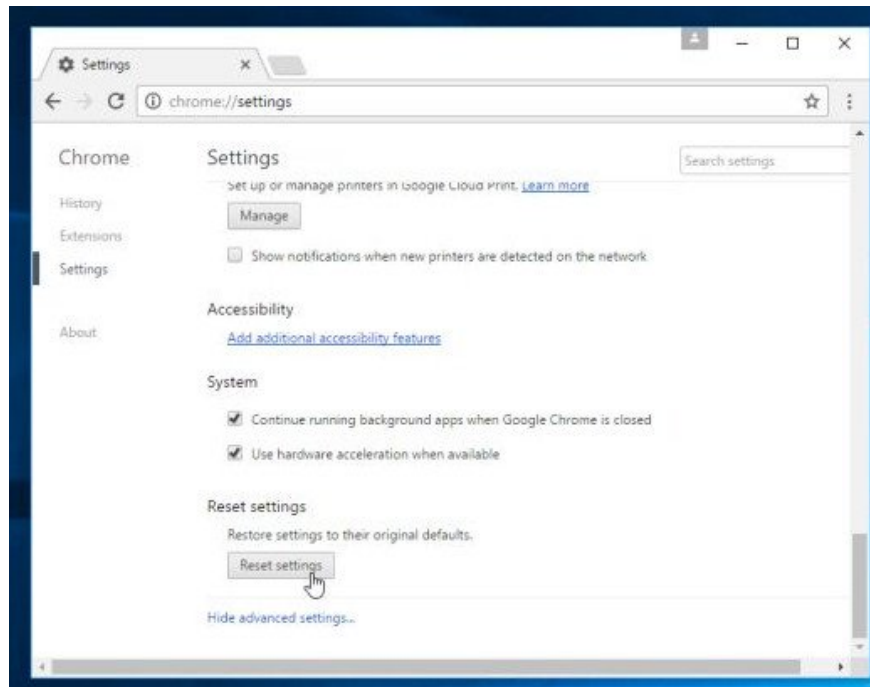 Settings
chrome://settings
Chrome
Settings
Search settings
Set up or manage printers in Google Cloud Print. Learn more
History
Manage
Extensions
Show notifications when new printers are detected on the network
Settings
Accessibility
About
Add additional accessibility features
System
Continue running background apps when Google Chrome is closed
Use hardware acceleration when available
Reset settings
Restore settings to their original defaults.
Reset settings
Hide advanced settings...